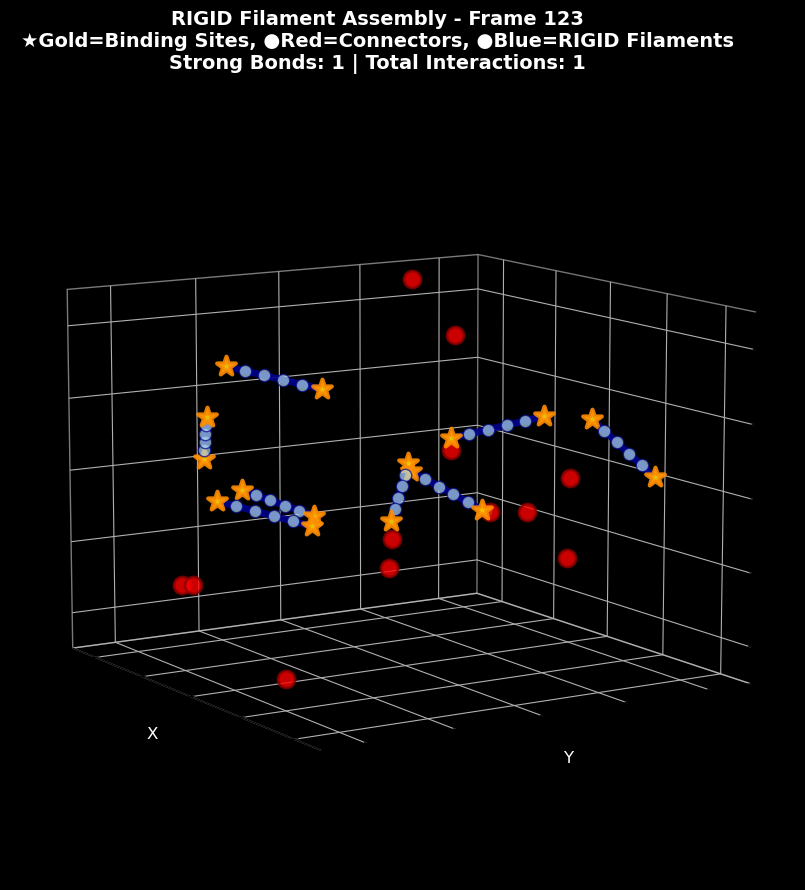 RIGID Filament Assembly - Frame 123
★Gold=Binding Sites, ●Red=Connectors, ●Blue=RIGID Filaments
Strong Bonds: 1 | Total Interactions: 1
X
Y